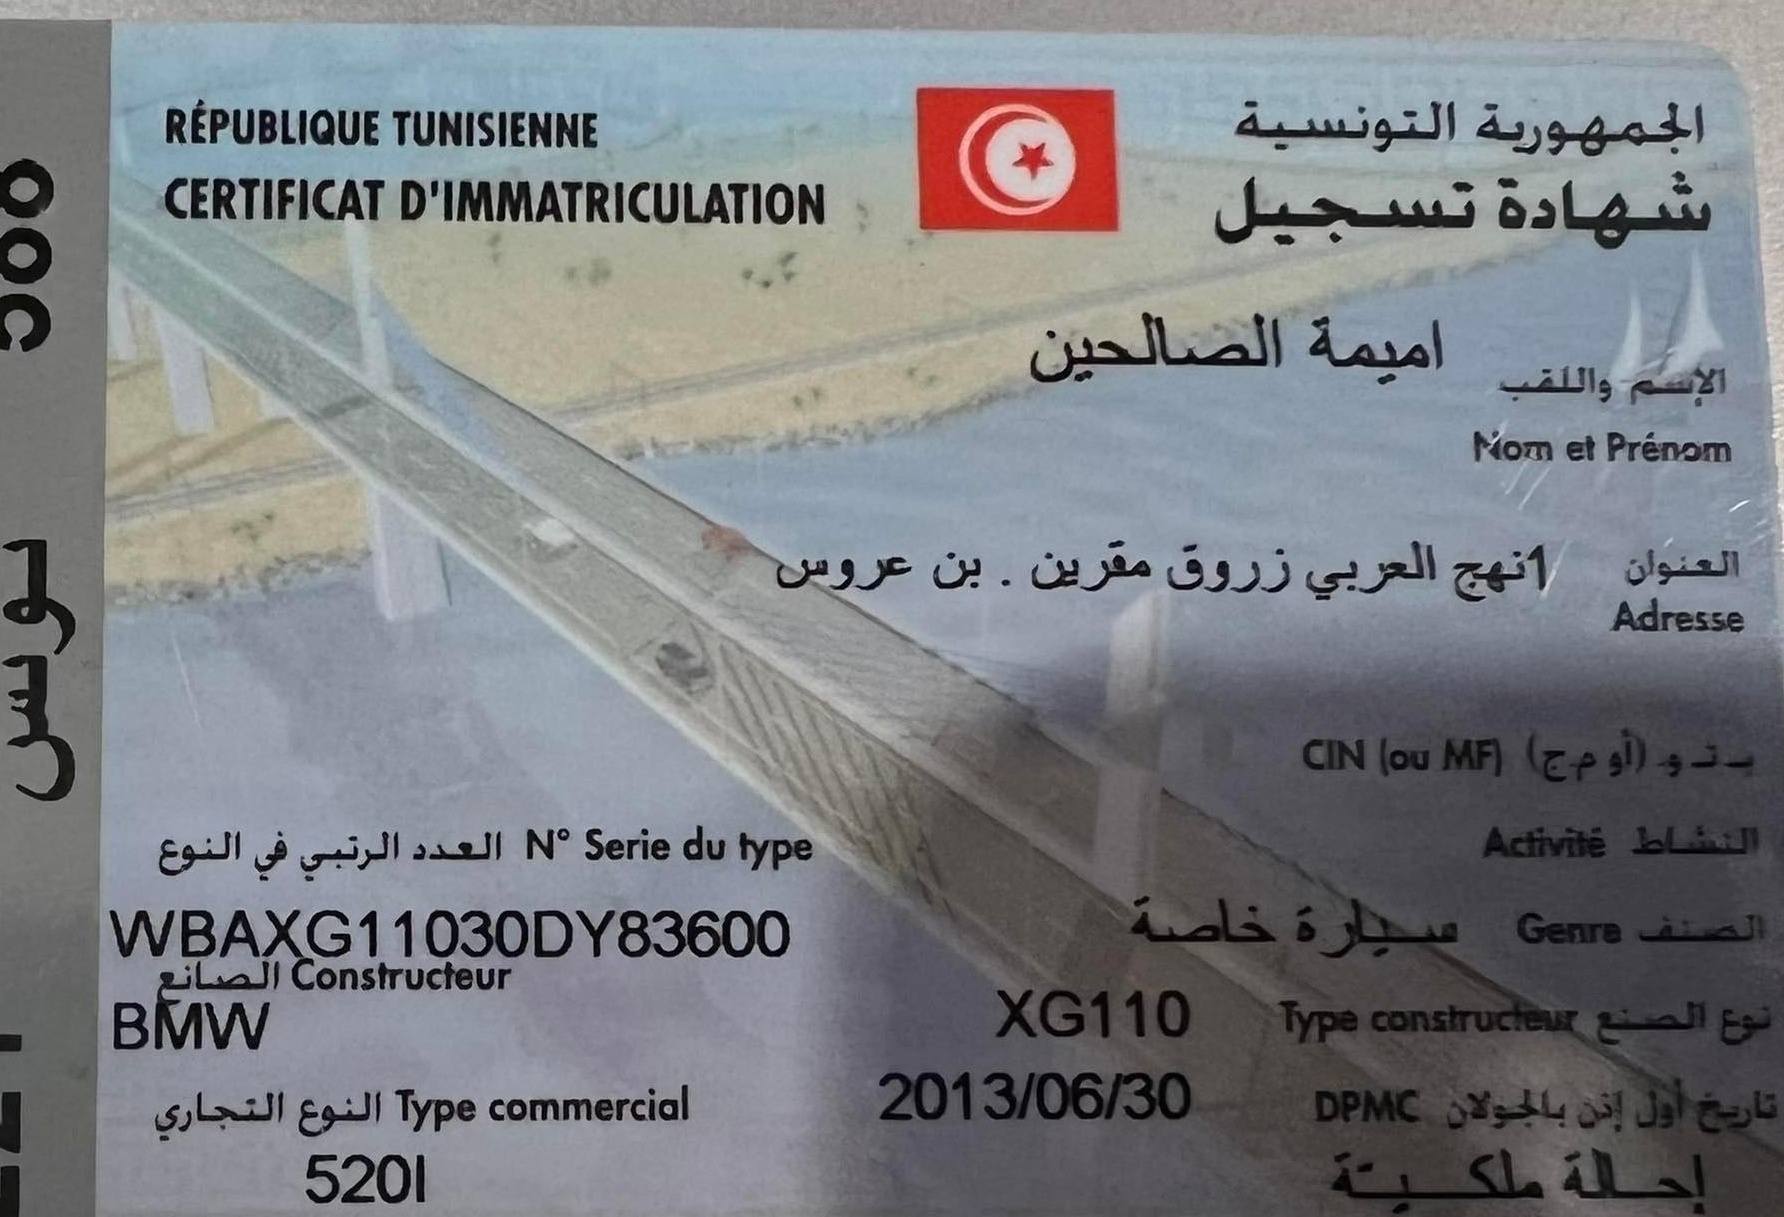 RÉPUBLIQUE TUNISIENNE
الجمهورية التونسية
CERTIFICAT D'IMMATRICULATION
شهادة تسجيل
اميمة الصالحين
الإسم واللقب
Nom et Prénom
العنوان 1نهج العربي زروق مقرين . بن عروس
Adresse
CIN (ou MF) ب ت و (أو م ج)
العدد الرتبي في النوع N° Serie du type
Activité النشاط
WBAXG11030DY83600
سيارة خاصة Genre الصنف
الصانع Constructeur
BMW
XG110 Type constructeur نوع الصنع
النوع التجاري Type commercial
2013/06/30 DPMC تاريخ أول إذن بالجولان
520I
إحالة ملكية
تونس